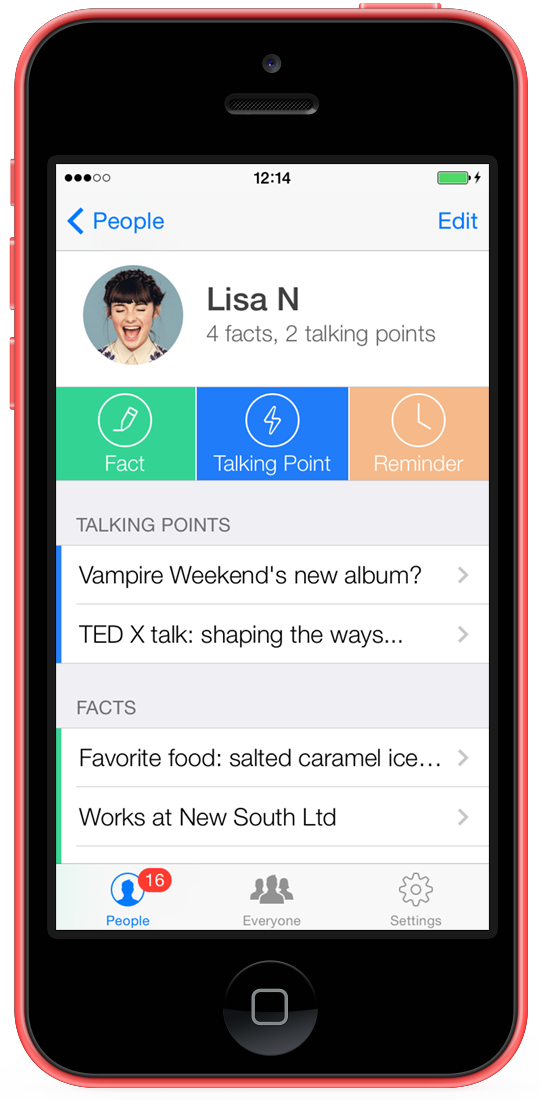 12:14
People
Edit
Lisa N
4 facts, 2 talking points
Fact
Talking Point
Reminder
TALKING POINTS
Vampire Weekend's new album?
TED X talk: shaping the ways...
FACTS
Favorite food: salted caramel ice...
Works at New South Ltd
16
People
Everyone
Settings